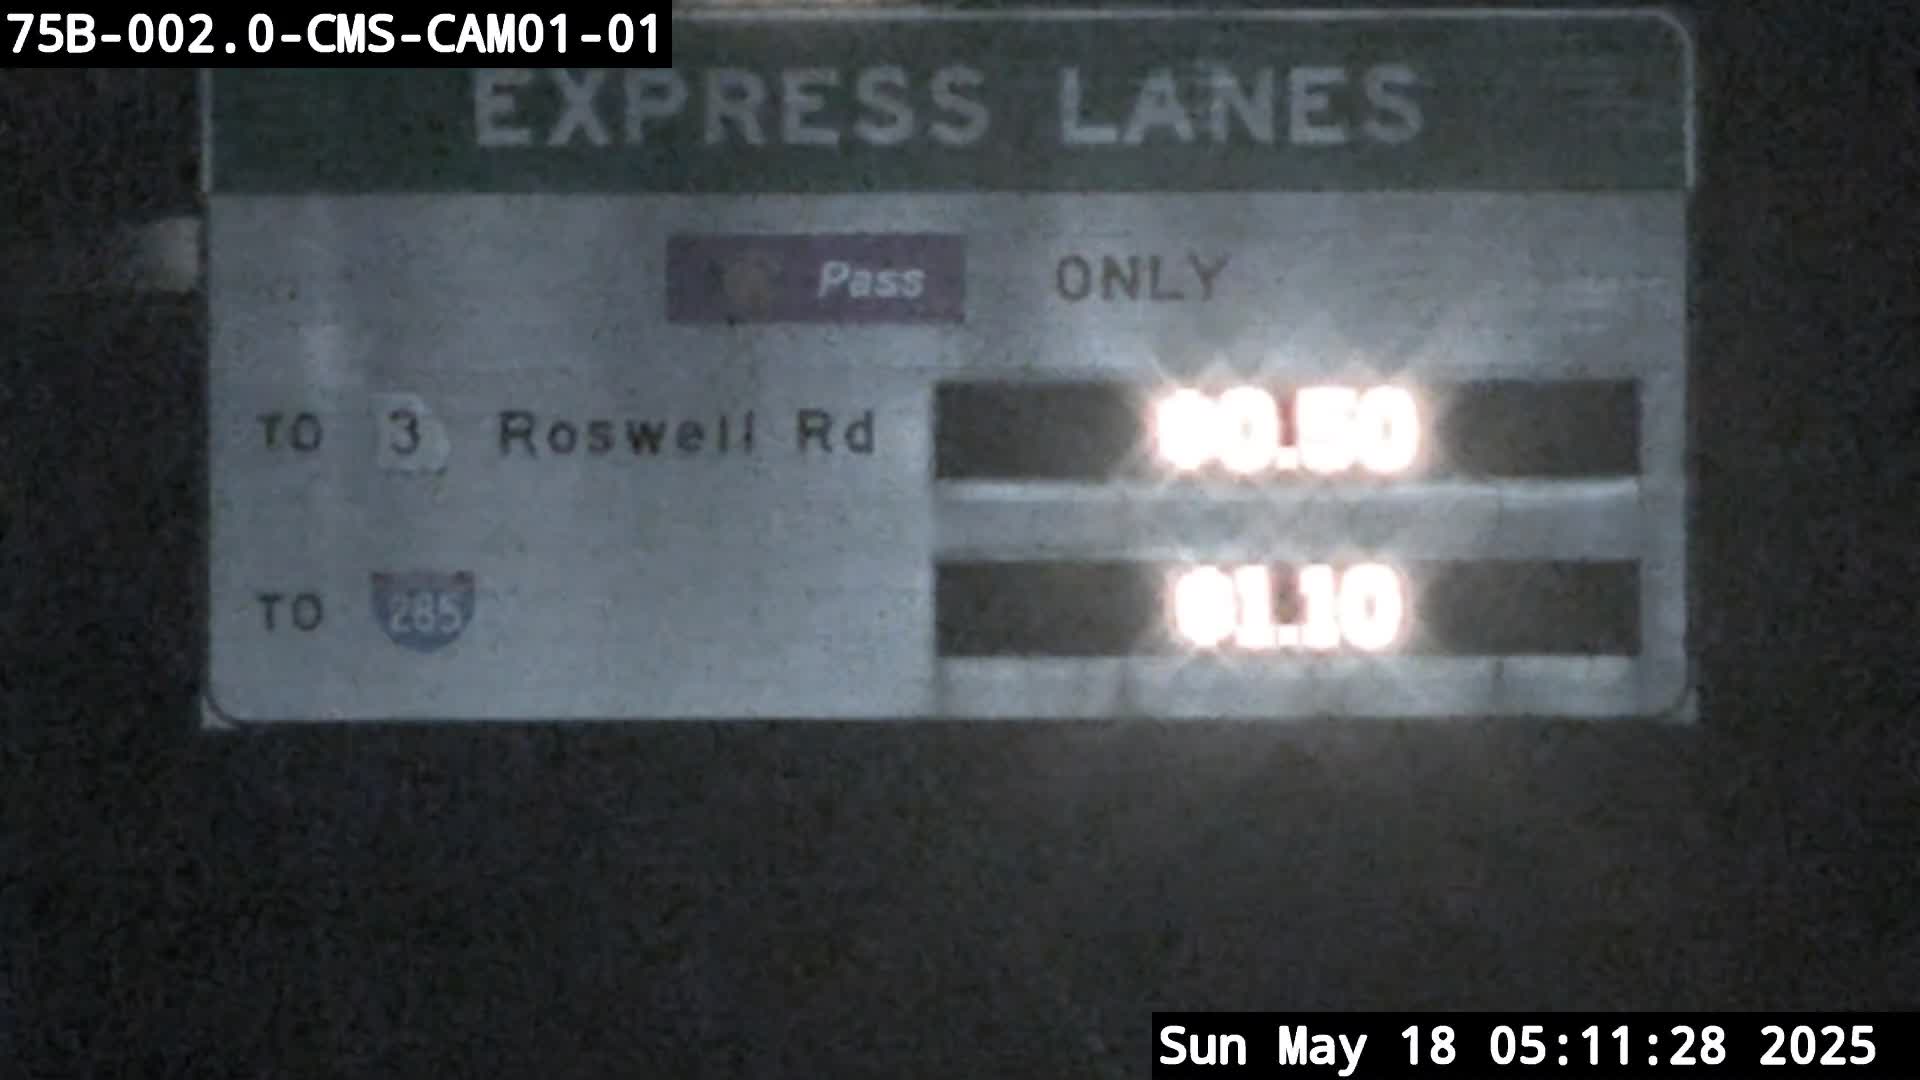 75B-002.0-CMS-CAM01-01
EXPRESS LANES
Pass ONLY
TO 3 Roswell Rd $0.50
TO 285 $1.10
Sun May 18 05:11:28 2025